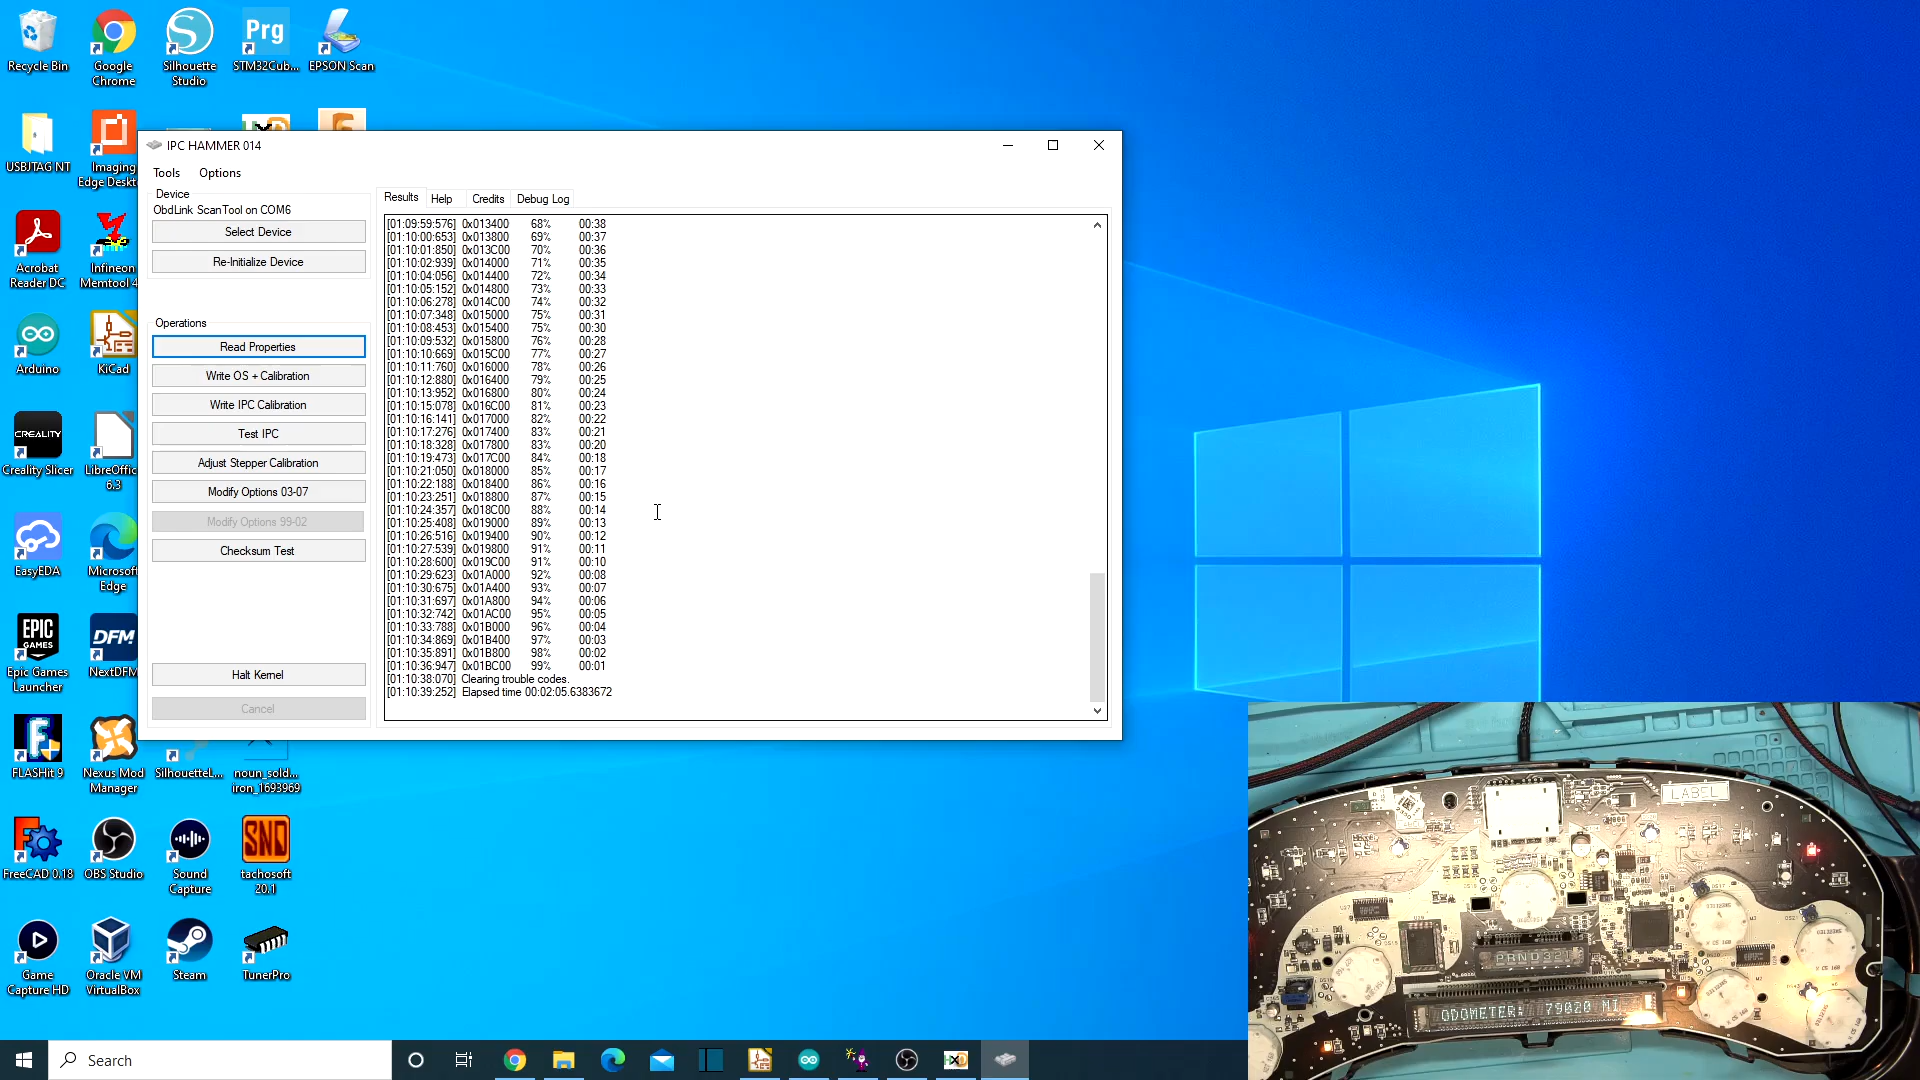 Recycle Bin
Google Chrome
Silhouette Studio
Prg
STM32Cub...
EPSON Scan
USBJTAG NT
Imaging Edge Deskt
Acrobat Reader DC
Infineon Memtool 4
Arduino
KiCad
CREALITY
Creality Slicer
LibreOffic 6.3
EasyEDA
Microsoft Edge
EPIC GAMES
Epic Games Launcher
DFM
NextDFM
FLASHit 9
Nexus Mod Manager
SilhouetteL...
noun_sold... iron_1693969
FreeCAD 0.18
OBS Studio
Sound Capture
SND
tachosoft 20.1
Game Capture HD
Oracle VM VirtualBox
Steam
TunerPro
IPC HAMMER 014
Tools Options
Device
ObdLink ScanTool on COM6
Select Device
Re-Initialize Device
Operations
Read Properties
Write OS + Calibration
Write IPC Calibration
Test IPC
Adjust Stepper Calibration
Modify Options 03-07
Modify Options 99-02
Checksum Test
Halt Kernel
Cancel
Results Help Credits Debug Log
[01:09:59:576] 0x013400 68% 00:38
[01:10:00:653] 0x013800 69% 00:37
[01:10:01:850] 0x013C00 70% 00:36
[01:10:02:939] 0x014000 71% 00:35
[01:10:04:056] 0x014400 72% 00:34
[01:10:05:152] 0x014800 73% 00:33
[01:10:06:278] 0x014C00 74% 00:32
[01:10:07:348] 0x015000 75% 00:31
[01:10:08:453] 0x015400 75% 00:30
[01:10:09:532] 0x015800 76% 00:28
[01:10:10:669] 0x015C00 77% 00:27
[01:10:11:760] 0x016000 78% 00:26
[01:10:12:880] 0x016400 79% 00:25
[01:10:13:952] 0x016800 80% 00:24
[01:10:15:078] 0x016C00 81% 00:23
[01:10:16:141] 0x017000 82% 00:22
[01:10:17:276] 0x017400 83% 00:21
[01:10:18:328] 0x017800 83% 00:20
[01:10:19:473] 0x017C00 84% 00:18
[01:10:21:050] 0x018000 85% 00:17
[01:10:22:188] 0x018400 86% 00:16
[01:10:23:251] 0x018800 87% 00:15
[01:10:24:357] 0x018C00 88% 00:14
[01:10:25:408] 0x019000 89% 00:13
[01:10:26:516] 0x019400 90% 00:12
[01:10:27:539] 0x019800 91% 00:11
[01:10:28:600] 0x019C00 91% 00:10
[01:10:29:623] 0x01A000 92% 00:08
[01:10:30:675] 0x01A400 93% 00:07
[01:10:31:697] 0x01A800 94% 00:06
[01:10:32:742] 0x01AC00 95% 00:05
[01:10:33:788] 0x01B000 96% 00:04
[01:10:34:869] 0x01B400 97% 00:03
[01:10:35:891] 0x01B800 98% 00:02
[01:10:36:947] 0x01BC00 99% 00:01
[01:10:38:070] Clearing trouble codes.
[01:10:39:252] Elapsed time 00:02:05.6383672
LABEL
PRND321
ODOMETER: 79020 MI
Search